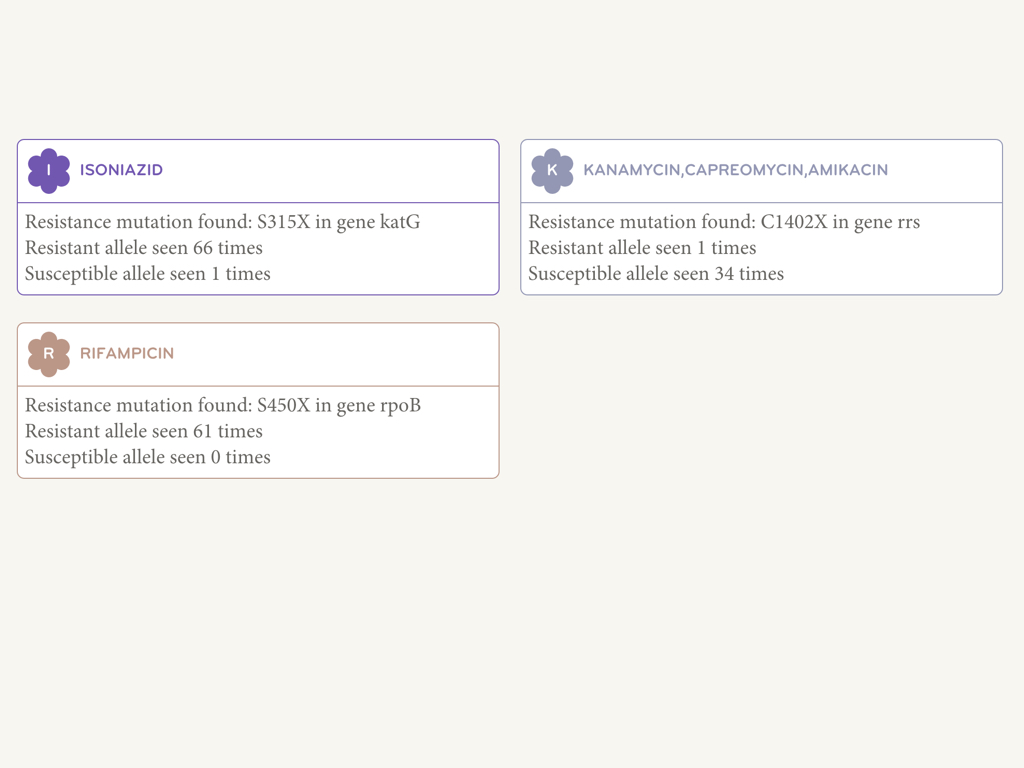 I ISONIAZID
Resistance mutation found: S315X in gene katG
Resistant allele seen 66 times
Susceptible allele seen 1 times
K KANAMYCIN,CAPREOMYCIN,AMIKACIN
Resistance mutation found: C1402X in gene rrs
Resistant allele seen 1 times
Susceptible allele seen 34 times
R RIFAMPICIN
Resistance mutation found: S450X in gene rpoB
Resistant allele seen 61 times
Susceptible allele seen 0 times